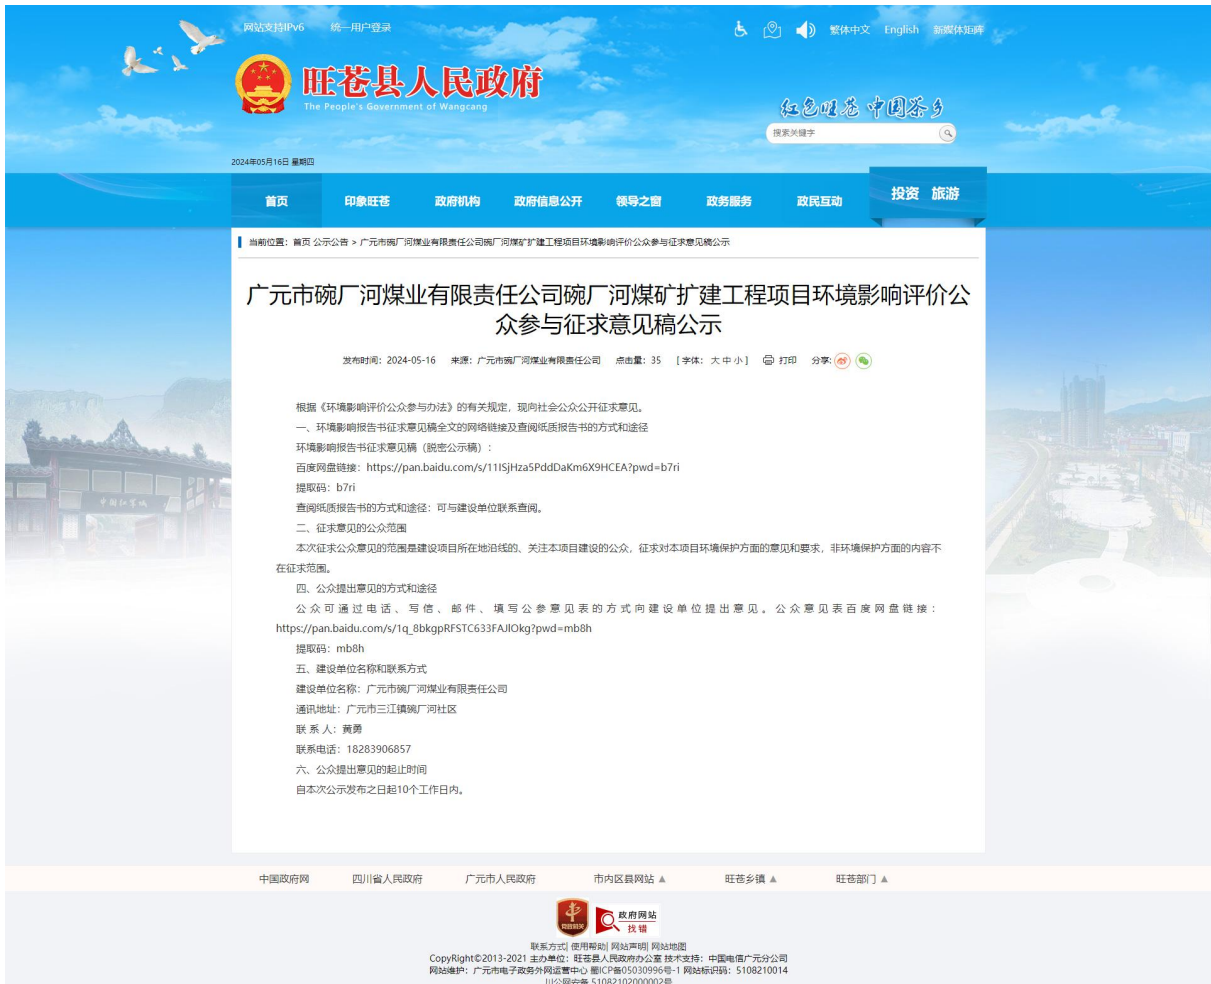 网站支持IPv6 统一用户登录 繁体中文 English 新媒体矩阵
旺苍县人民政府
The People's Government of Wangcang
红色旺苍 中国茶乡
搜索关键字
2024年05月16日 星期四
首页 印象旺苍 政府机构 政府信息公开 领导之窗 政务服务 政民互动 投资 旅游
当前位置：首页 公示公告 > 广元市碗厂河煤业有限责任公司碗厂河煤矿扩建工程项目环境影响评价公众参与征求意见稿公示
广元市碗厂河煤业有限责任公司碗厂河煤矿扩建工程项目环境影响评价公
众参与征求意见稿公示
发布时间：2024-05-16 来源：广元市碗厂河煤业有限责任公司 点击量：35 [ 字体：大 中 小 ] 打印 分享:
根据《环境影响评价公众参与办法》的有关规定，现向社会公众公开征求意见。
一、环境影响报告书征求意见稿全文的网络链接及查阅纸质报告书的方式和途径
环境影响报告书征求意见稿（脱密公示稿）：
百度网盘链接：https://pan.baidu.com/s/11ISjHza5PddDaKm6X9HCEA?pwd=b7ri
提取码：b7ri
查阅纸质报告书的方式和途径：可与建设单位联系查阅。
二、征求意见的公众范围
本次征求公众意见的范围是建设项目所在地沿线的、关注本项目建设的公众，征求对本项目环境保护方面的意见和要求，非环境保护方面的内容不
在征求范围。
四、公众提出意见的方式和途径
公众可通过电话、写信、邮件、填写公参意见表的方式向建设单位提出意见。公众意见表百度网盘链接：
https://pan.baidu.com/s/1q_8bkgpRFSTC633FAJlOkg?pwd=mb8h
提取码：mb8h
五、建设单位名称和联系方式
建设单位名称：广元市碗厂河煤业有限责任公司
通讯地址：广元市三江镇碗厂河社区
联 系 人：黄勇
联系电话：18283906857
六、公众提出意见的起止时间
自本次公示发布之日起10个工作日内。
中国政府网 四川省人民政府 广元市人民政府 市内区县网站 ▲ 旺苍乡镇 ▲ 旺苍部门 ▲
党政机关 政府网站
找错
联系方式| 使用帮助| 网站声明| 网站地图
CopyRight©2013-2021 主办单位：旺苍县人民政府办公室 技术支持：中国电信广元分公司
网站维护：广元市电子政务外网运营中心 蜀ICP备05030996号-1 网站标识码：5108210014
川公网安备 51082102000002号